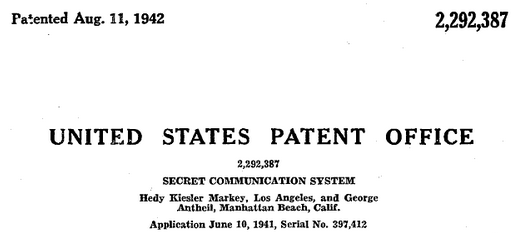 Patented Aug. 11, 1942
2,292,387
UNITED STATES PATENT OFFICE
2,292,387
SECRET COMMUNICATION SYSTEM
Hedy Kiesler Markey, Los Angeles, and George
Antheil, Manhattan Beach, Calif.
Application June 10, 1941, Serial No. 397,412